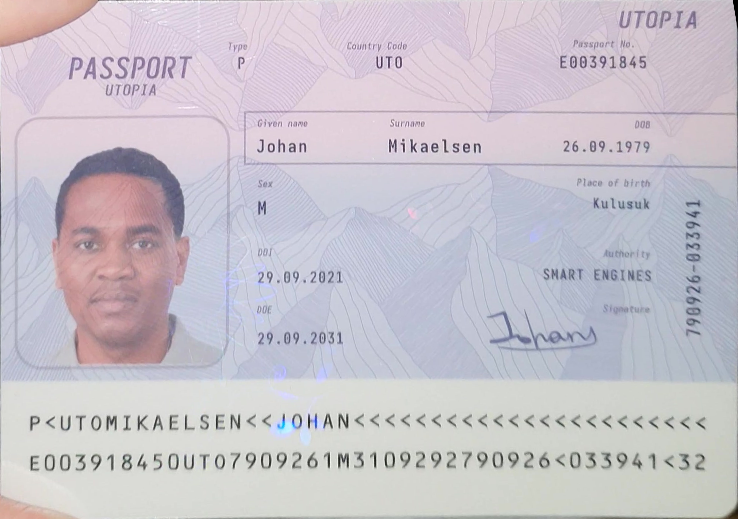 UTOPIA
PASSPORT
UTOPIA
Type
P
Country Code
UTO
Passport No.
E00391845
Given name
Johan
Surname
Mikaelsen
DOB
26.09.1979
Sex
M
Place of birth
Kulusuk
DOI
29.09.2021
Authority
SMART ENGINES
DOE
29.09.2031
Signature
Johans
790926-033941
P<UTOMIKAELSEN<<JOHAN<<<<<<<<<<<<<<<<<<<<<<<
E003918450UTO7909261M3109292790926<033941<32